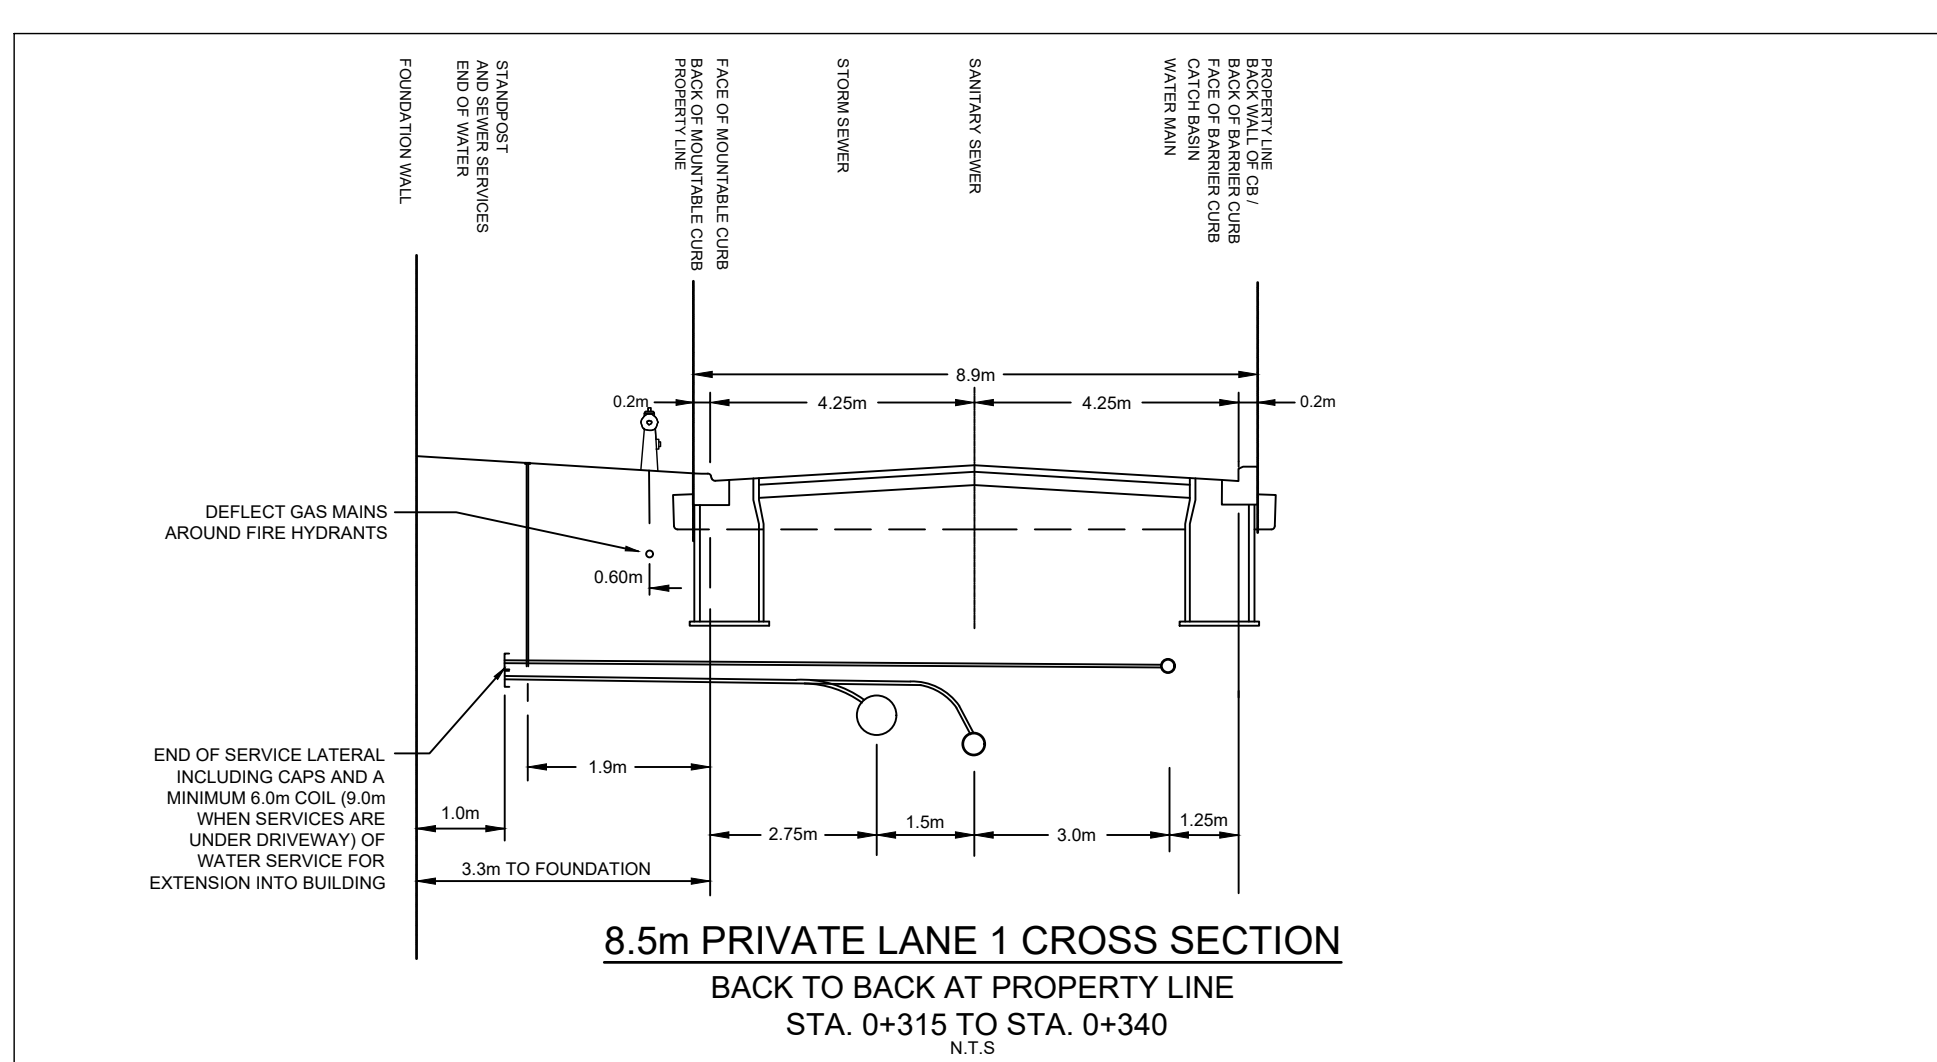 FOUNDATION WALL
STANDPOST
AND SEWER SERVICES
END OF WATER
PROPERTY LINE
BACK OF MOUNTABLE CURB
FACE OF MOUNTABLE CURB
STORM SEWER
SANITARY SEWER
WATER MAIN
CATCH BASIN
FACE OF BARRIER CURB
BACK OF BARRIER CURB
BACK WALL OF CB /
PROPERTY LINE
8.9m
0.2m
4.25m
4.25m
0.2m
DEFLECT GAS MAINS
AROUND FIRE HYDRANTS
0.60m
END OF SERVICE LATERAL
INCLUDING CAPS AND A
MINIMUM 6.0m COIL (9.0m
WHEN SERVICES ARE
UNDER DRIVEWAY) OF
WATER SERVICE FOR
EXTENSION INTO BUILDING
1.9m
1.0m
2.75m
1.5m
3.0m
1.25m
3.3m TO FOUNDATION
8.5m PRIVATE LANE 1 CROSS SECTION
BACK TO BACK AT PROPERTY LINE
STA. 0+315 TO STA. 0+340
N.T.S